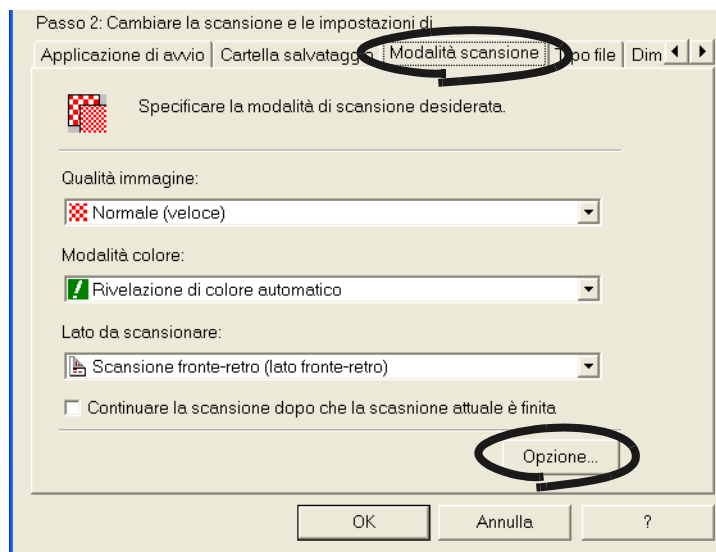 Passo 2: Cambiare la scansione e le impostazioni di
Applicazione di avvio Cartella salvataggio Modalità scansione Tipo file Dim
Specificare la modalità di scansione desiderata.
Qualità immagine:
Normale (veloce)
Modalità colore:
Rivelazione di colore automatico
Lato da scansionare:
Scansione fronte-retro (lato fronte-retro)
Continuare la scansione dopo che la scasnione attuale è finita
Opzione...
OK Annulla ?